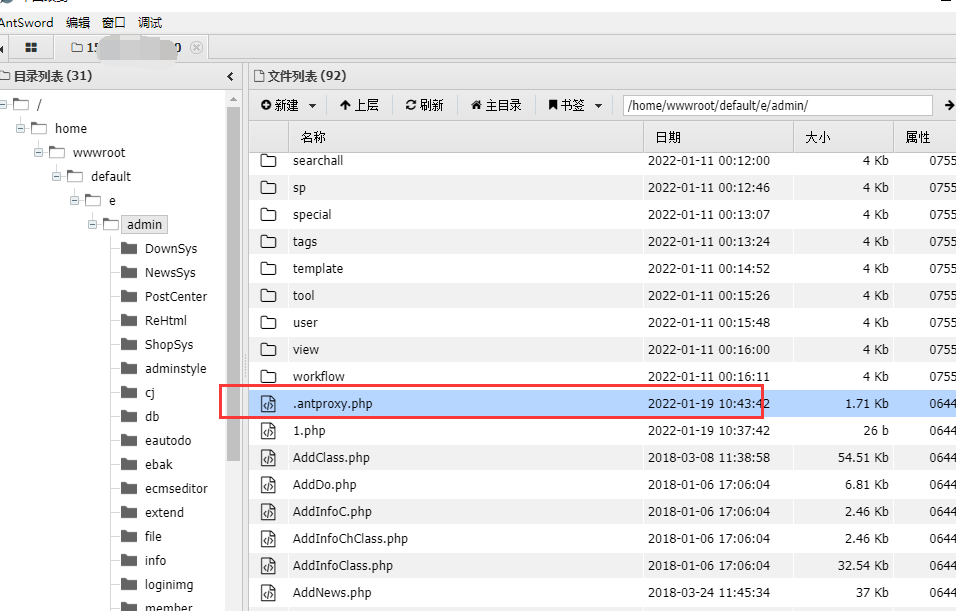 AntSword 编辑 窗口 调试
目录列表 (31)
/
home
wwwroot
default
e
admin
DownSys
NewsSys
PostCenter
ReHtml
ShopSys
adminstyle
cj
db
eautodo
ebak
ecmseditor
extend
file
info
loginimg
member
文件列表 (92)
新建 上层 刷新 主目录 书签 /home/wwwroot/default/e/admin/
名称 日期 大小 属性
searchall 2022-01-11 00:12:00 4 Kb 0755
sp 2022-01-11 00:12:46 4 Kb 0755
special 2022-01-11 00:13:07 4 Kb 0755
tags 2022-01-11 00:13:24 4 Kb 0755
template 2022-01-11 00:14:52 4 Kb 0755
tool 2022-01-11 00:15:26 4 Kb 0755
user 2022-01-11 00:15:48 4 Kb 0755
view 2022-01-11 00:16:00 4 Kb 0755
workflow 2022-01-11 00:16:11 4 Kb 0755
.antproxy.php 2022-01-19 10:43:42 1.71 Kb 0644
1.php 2022-01-19 10:37:42 26 b 0644
AddClass.php 2018-03-08 11:38:58 54.51 Kb 0644
AddDo.php 2018-01-06 17:06:04 6.81 Kb 0644
AddInfoC.php 2018-01-06 17:06:04 2.46 Kb 0644
AddInfoChClass.php 2018-01-06 17:06:04 2.46 Kb 0644
AddInfoClass.php 2018-01-06 17:06:04 32.54 Kb 0644
AddNews.php 2018-03-24 11:45:34 37 Kb 0644